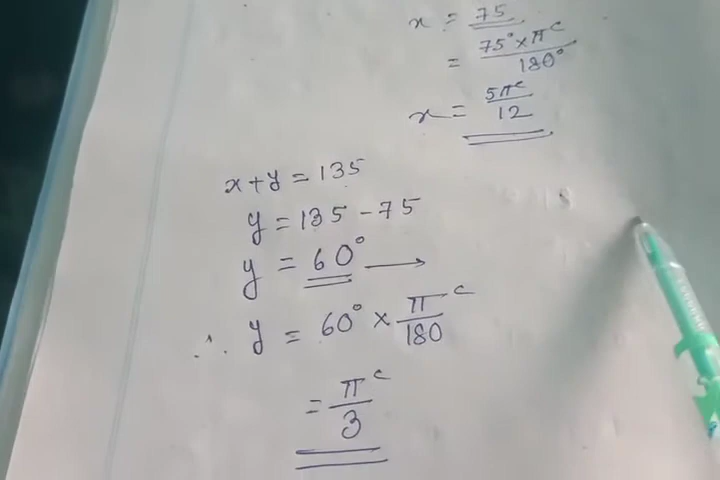 x = 75
= 75° × π^c / 180°
x = 5π^c / 12
x + y = 135
y = 135 - 75
y = 60° →
∴ y = 60° × π^c / 180
= π^c / 3